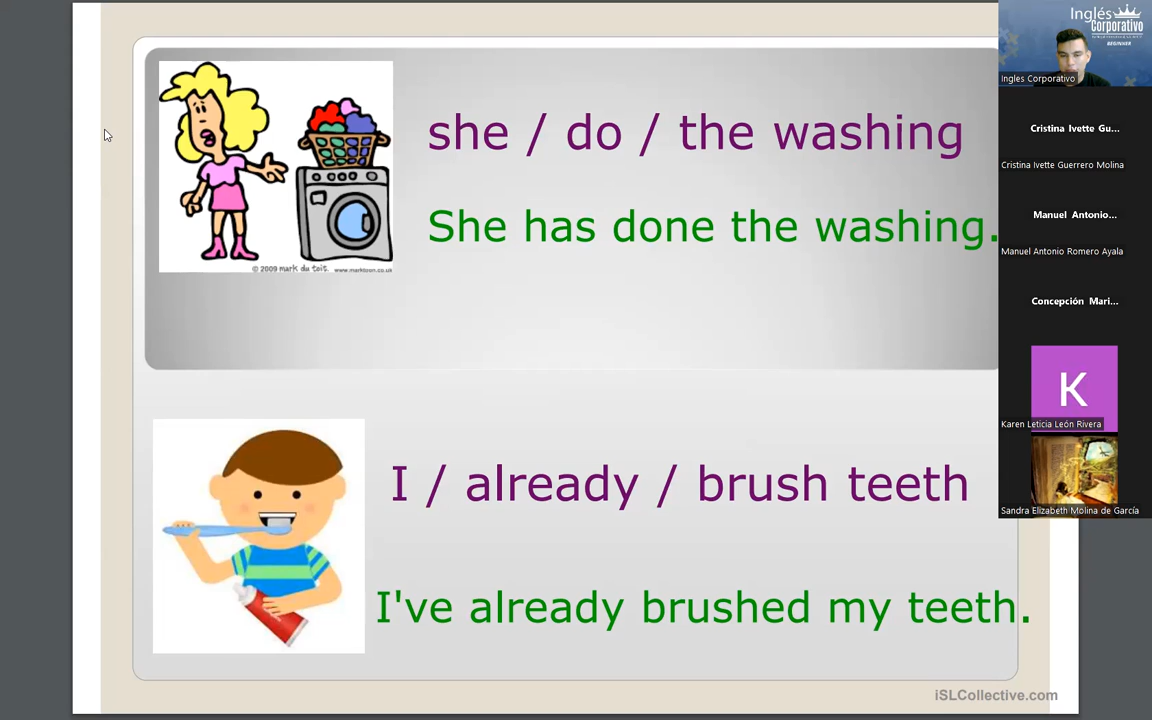 she / do / the washing
She has done the washing.
© 2009 mark du toit. www.marktoon.co.uk
I / already / brush teeth
I've already brushed my teeth.
iSLCollective.com
Inglés
Corporativo
BEGINNER
Ingles Corporativo
Cristina Ivette Gu...
Cristina Ivette Guerrero Molina
Manuel Antonio...
Manuel Antonio Romero Ayala
Concepción Mari...
K
Karen Leticia León Rivera
Sandra Elizabeth Molina de García